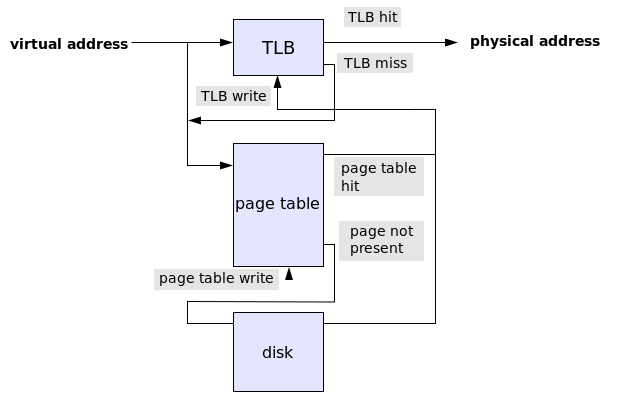 TLB hit
virtual address
TLB
physical address
TLB miss
TLB write
page table
hit
page table
page not
present
page table write
disk